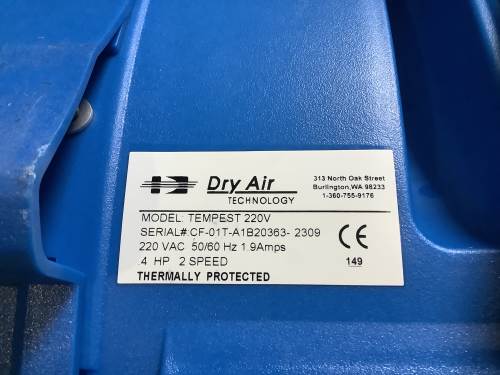 Dry Air
TECHNOLOGY
313 North Oak Street
Burlington,WA 98233
1-360-755-9176
MODEL: TEMPEST 220V
SERIAL#:CF-01T-A1B20363- 2309
220 VAC 50/60 Hz 1.9Amps
4 HP 2 SPEED
THERMALLY PROTECTED
CE
149